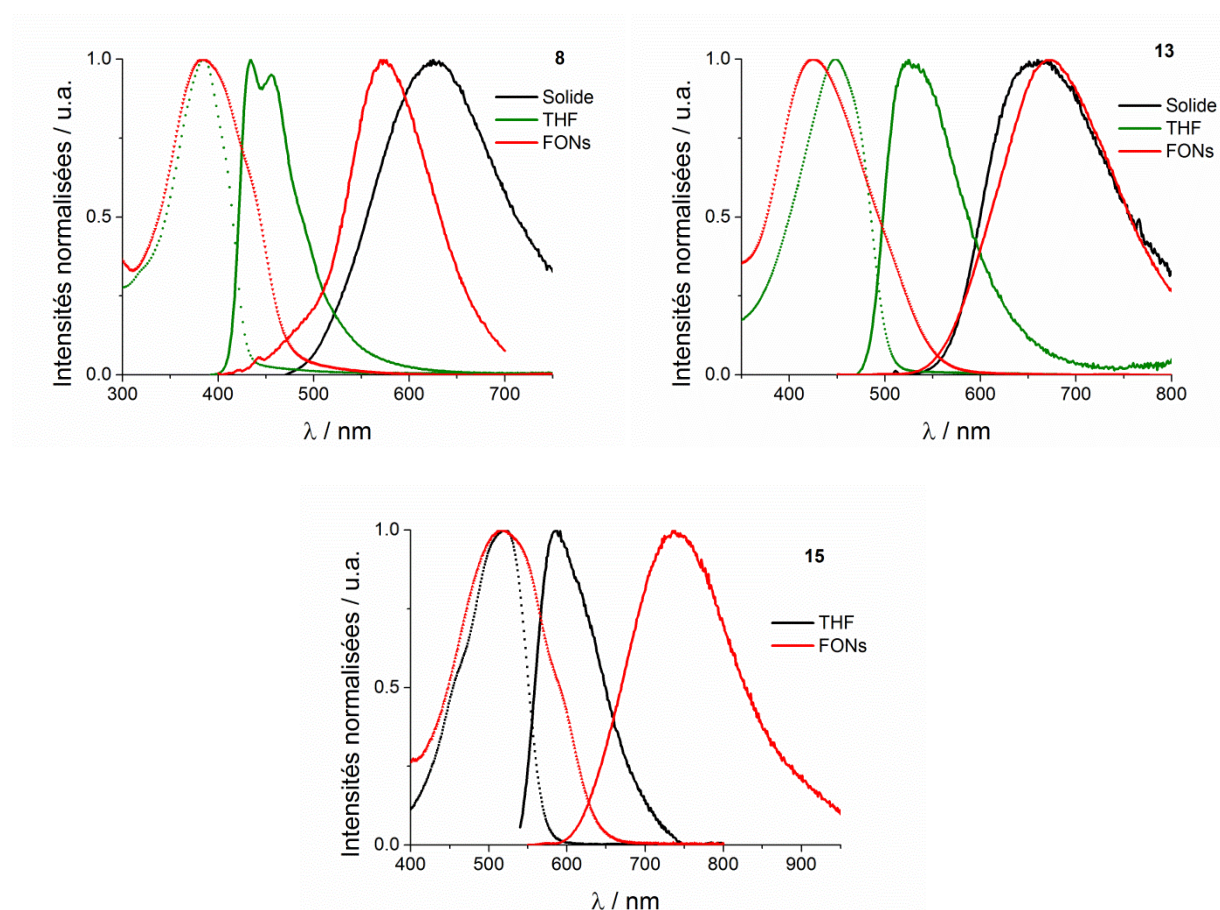 8
Solide
THF
FONs
Intensités normalisées / u.a.
1.0
0.5
0.0
300
400
500
600
700
λ / nm
13
Solide
THF
FONs
Intensités normalisées / u.a.
1.0
0.5
0.0
400
500
600
700
800
λ / nm
15
THF
FONs
Intensités normalisées / u.a.
1.0
0.5
0.0
400
500
600
700
800
900
λ / nm